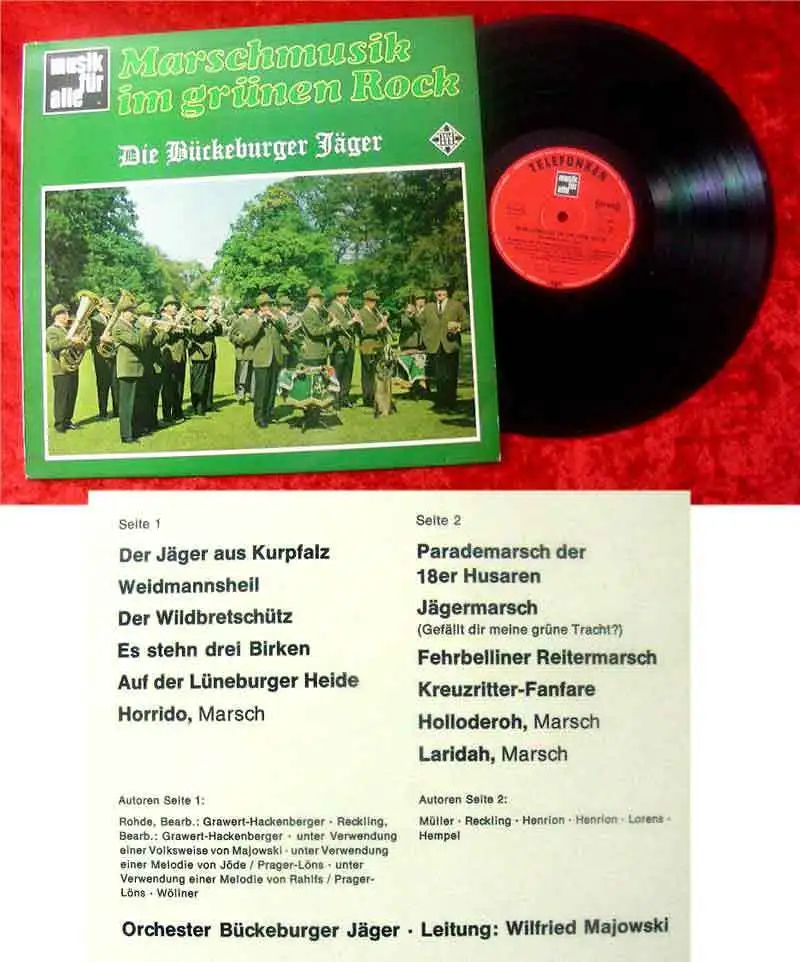 musik
für
alle
Marschmusik
im grünen Rock
Die Bückeburger Jäger
TELEFUNKEN
musik
für
alle
Seite 1
Der Jäger aus Kurpfalz
Weidmannsheil
Der Wildbretschütz
Es stehn drei Birken
Auf der Lüneburger Heide
Horrido, Marsch
Seite 2
Parademarsch der
18er Husaren
Jägermarsch
(Gefällt dir meine grüne Tracht?)
Fehrbelliner Reitermarsch
Kreuzritter-Fanfare
Holloderoh, Marsch
Laridah, Marsch
Autoren Seite 1:
Rohde, Bearb.: Grawert-Hackenberger · Reckling,
Bearb.: Grawert-Hackenberger · unter Verwendung
einer Volksweise von Majowski · unter Verwendung
einer Melodie von Jöde / Prager-Löns · unter
Verwendung einer Melodie von Rahlfs / Prager-
Löns · Wöllner
Autoren Seite 2:
Müller · Reckling · Henrion · Henrion · Lorens ·
Hempel
Orchester Bückeburger Jäger · Leitung: Wilfried Majowski